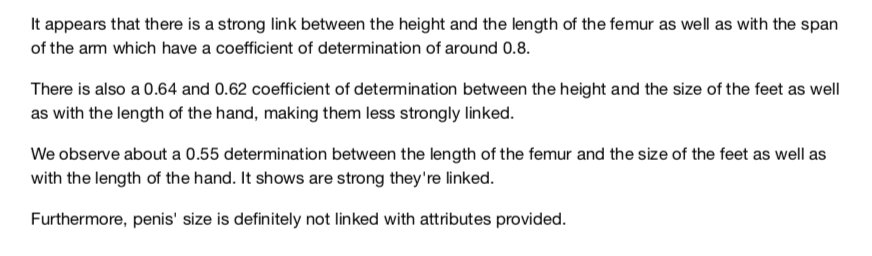 It appears that there is a strong link between the height and the length of the femur as well as with the span
of the arm which have a coefficient of determination of around 0.8.
There is also a 0.64 and 0.62 coefficient of determination between the height and the size of the feet as well
as with the length of the hand, making them less strongly linked.
We observe about a 0.55 determination between the length of the femur and the size of the feet as well as
with the length of the hand. It shows are strong they're linked.
Furthermore, penis' size is definitely not linked with attributes provided.